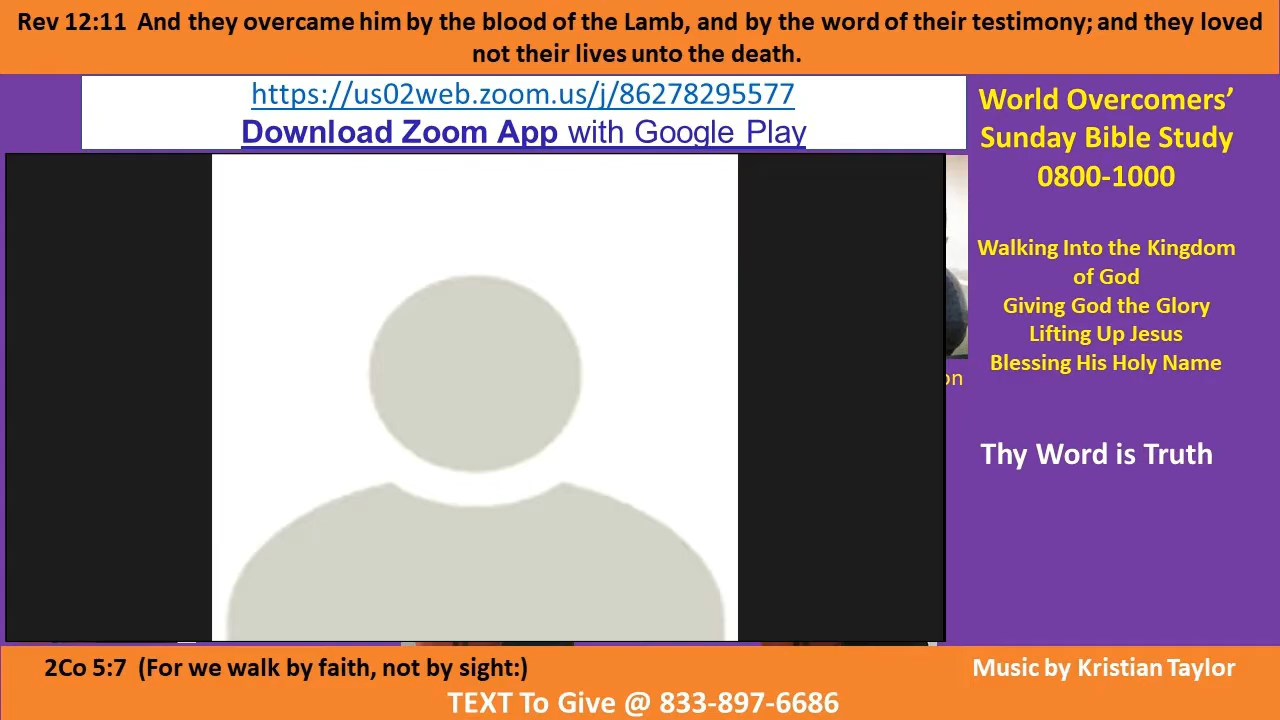 Rev 12:11  And they overcame him by the blood of the Lamb, and by the word of their testimony; and they loved
not their lives unto the death.
https://us02web.zoom.us/j/86278295577
Download Zoom App with Google Play
World Overcomers’
Sunday Bible Study
0800-1000
Walking Into the Kingdom
of God
Giving God the Glory
Lifting Up Jesus
Blessing His Holy Name
on
Thy Word is Truth
2Co 5:7  (For we walk by faith, not by sight:)
Music by Kristian Taylor
TEXT To Give @ 833-897-6686